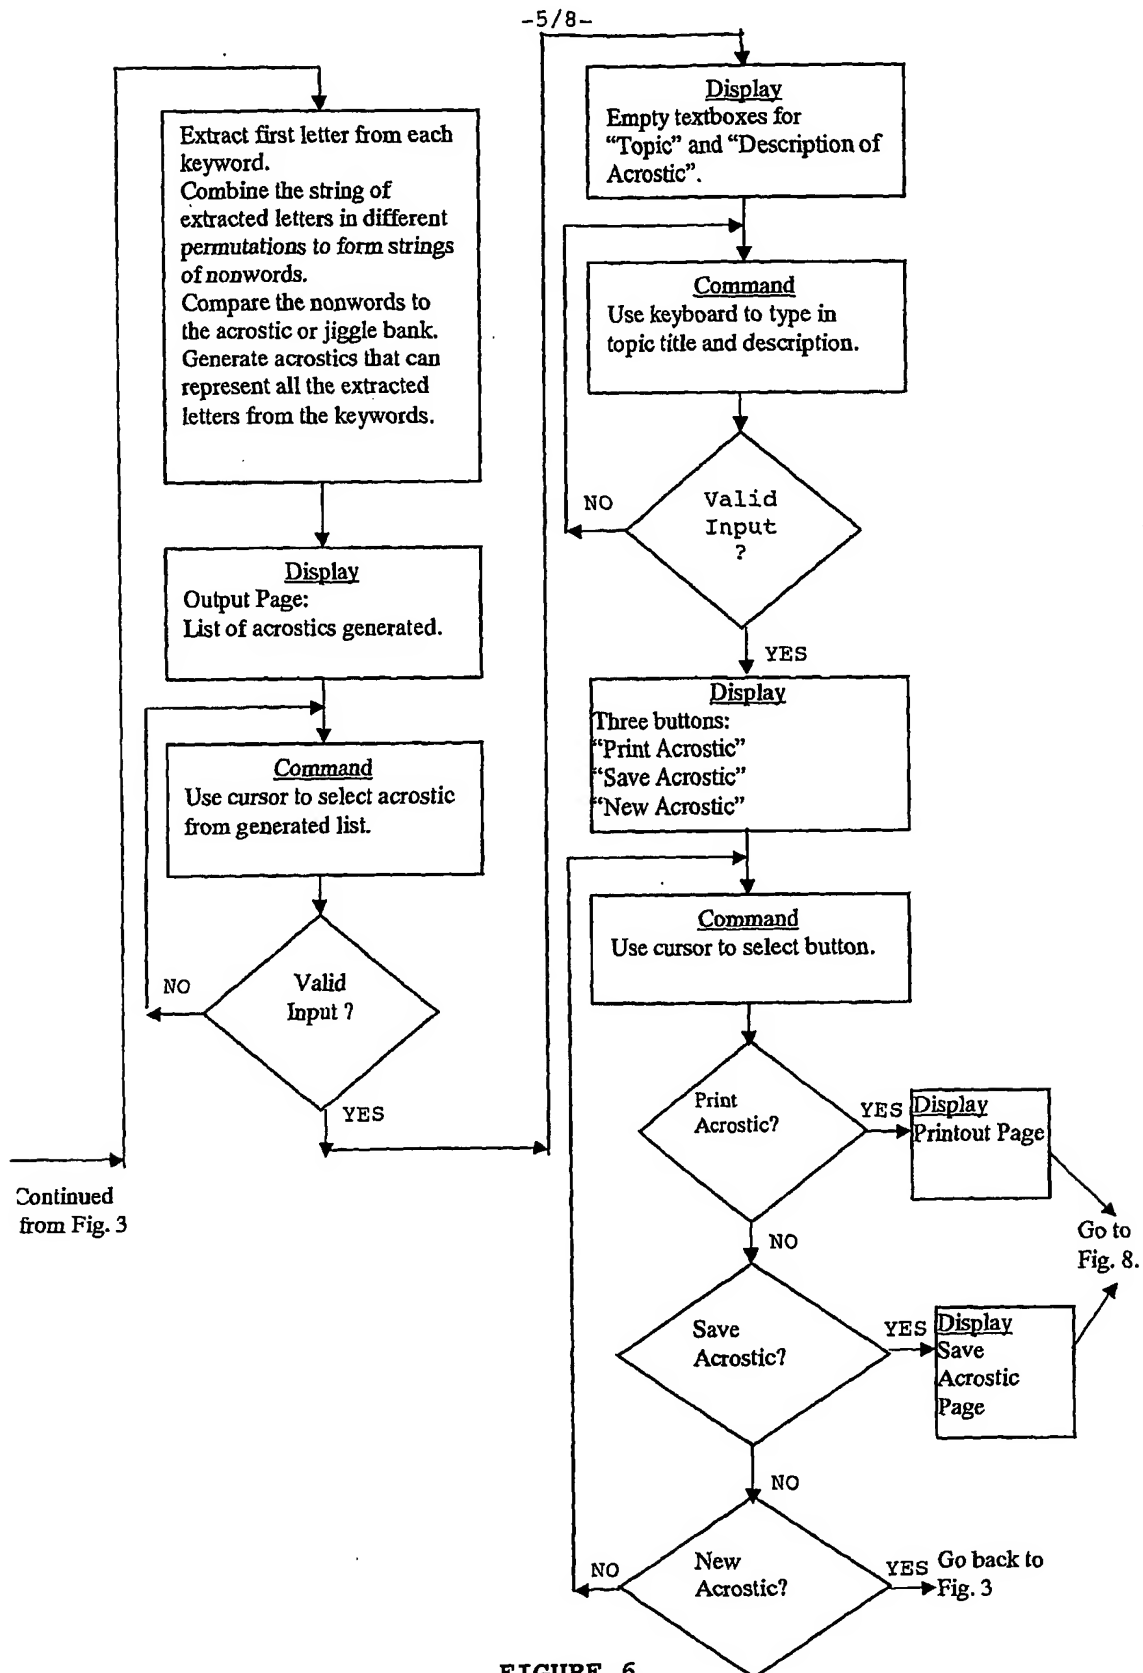 -5/8-
Extract first letter from each
keyword.
Combine the string of
extracted letters in different
permutations to form strings
of nonwords.
Compare the nonwords to
the acrostic or jiggle bank.
Generate acrostics that can
represent all the extracted
letters from the keywords.
Display
Output Page:
List of acrostics generated.
Command
Use cursor to select acrostic
from generated list.
Valid
Input ?
NO
YES
Continued
from Fig. 3
Display
Empty textboxes for
“Topic” and “Description of
Acrostic”.
Command
Use keyboard to type in
topic title and description.
Valid
Input
?
NO
YES
Display
Three buttons:
“Print Acrostic”
“Save Acrostic”
“New Acrostic”
Command
Use cursor to select button.
Print
Acrostic?
YES
Display
Printout Page
NO
Go to
Fig. 8.
Save
Acrostic?
YES
Display
Save
Acrostic
Page
NO
New
Acrostic?
NO
YES
Go back to
Fig. 3
FIGURE 6